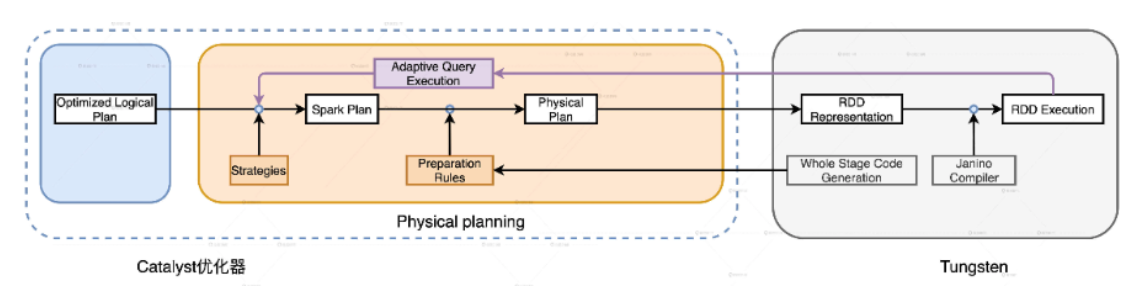 Adaptive Query
Execution
Optimized Logical
Plan
Spark Plan
Physical
Plan
RDD
Representation
RDD Execution
Strategies
Preparation
Rules
Whole Stage Code
Generation
Janino
Compiler
Physical planning
Catalyst优化器
Tungsten